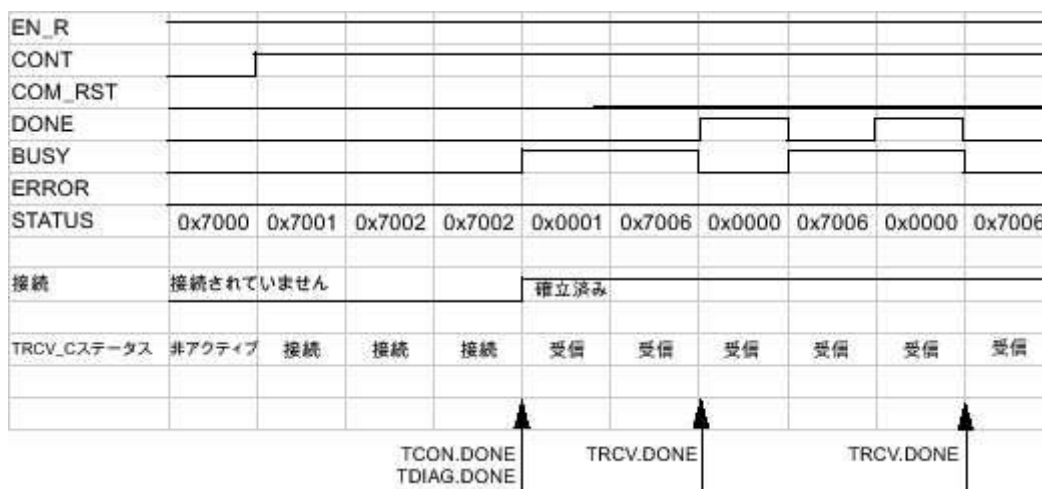 EN_R
CONT
COM_RST
DONE
BUSY
ERROR
STATUS 0x7000 0x7001 0x7002 0x7002 0x0001 0x7006 0x0000 0x7006 0x0000 0x7006
接続 接続されていません 確立済み
TRCV_Cステータス 非アクティブ 接続 接続 接続 受信 受信 受信 受信 受信 受信
TCON.DONE TRCV.DONE TRCV.DONE
TDIAG.DONE